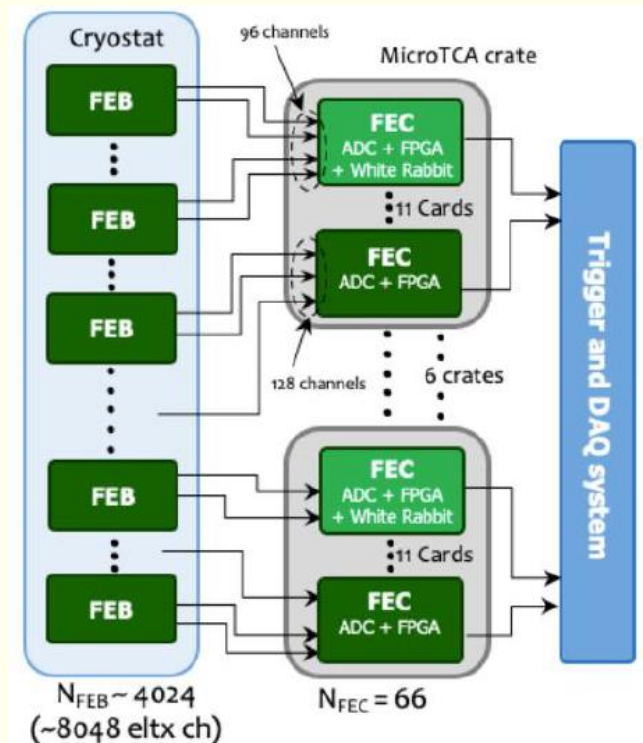 Cryostat
96 channels
MicroTCA crate
FEB
FEC
ADC + FPGA
+ White Rabbit
11 Cards
FEB
FEC
ADC + FPGA
FEB
128 channels
6 crates
FEB
FEC
ADC + FPGA
+ White Rabbit
11 Cards
FEB
FEC
ADC + FPGA
Trigger and DAQ system
NFEB ~ 4024
(~8048 eltx ch)
NFEC = 66